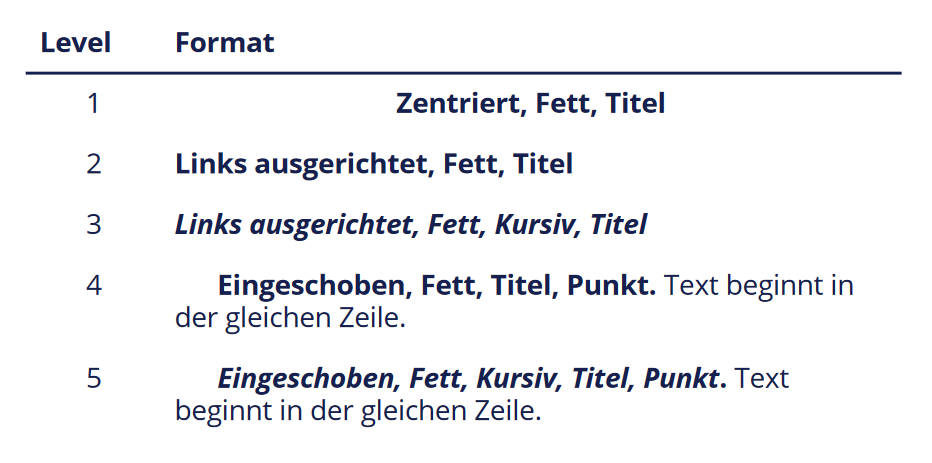 Level Format
1 Zentriert, Fett, Titel
2 Links ausgerichtet, Fett, Titel
3 Links ausgerichtet, Fett, Kursiv, Titel
4 Eingeschoben, Fett, Titel, Punkt. Text beginnt in
der gleichen Zeile.
5 Eingeschoben, Fett, Kursiv, Titel, Punkt. Text
beginnt in der gleichen Zeile.